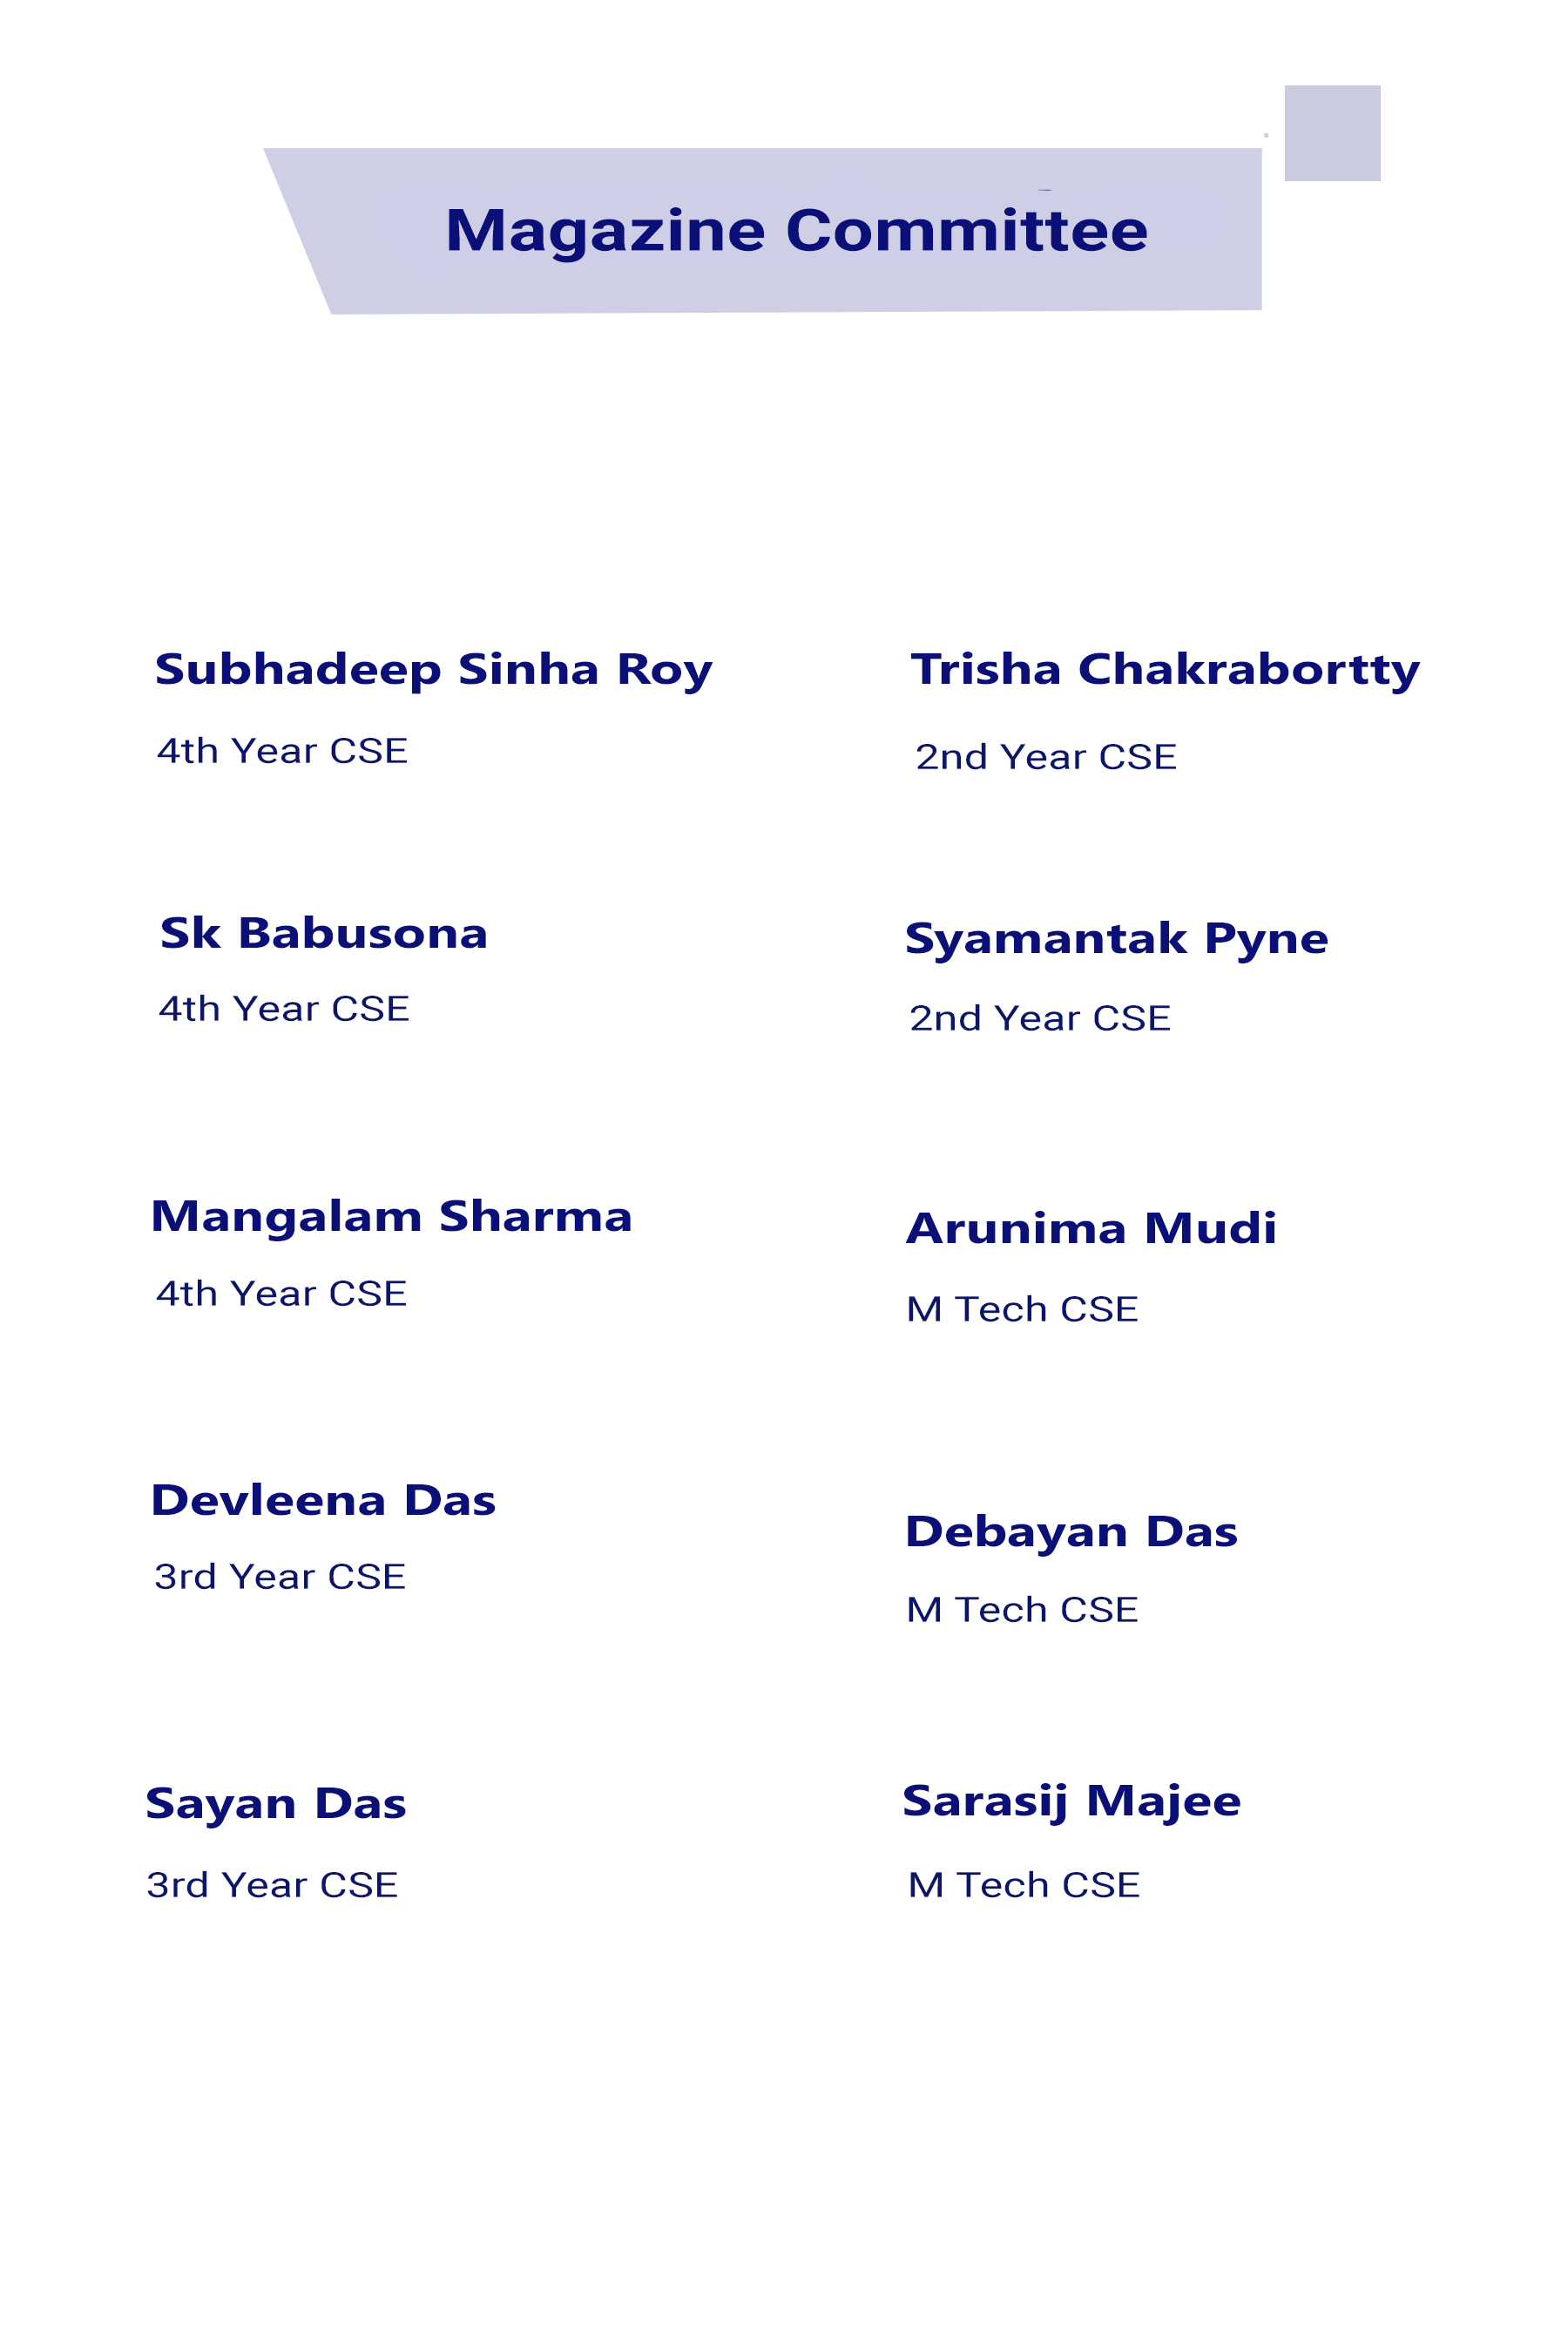 Magazine Committee
Subhadeep Sinha Roy
4th Year CSE
Sk Babusona
4th Year CSE
Mangalam Sharma
4th Year CSE
Devleena Das
3rd Year CSE
Sayan Das
3rd Year CSE
Trisha Chakrabortty
2nd Year CSE
Syamantak Pyne
2nd Year CSE
Arunima Mudi
M Tech CSE
Debayan Das
M Tech CSE
Sarasij Majee
M Tech CSE